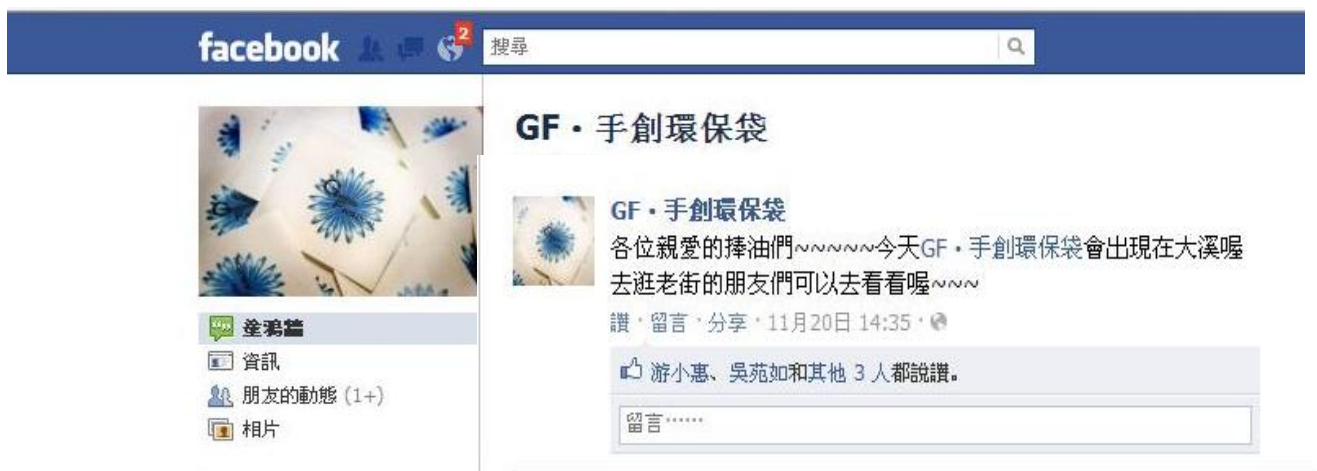 facebook
2
搜尋
GF‧手創環保袋
GF‧手創環保袋
各位親愛的捧油們~~~~~今天GF‧手創環保袋會出現在大溪喔
去逛老街的朋友們可以去看看喔~~~
讚‧留言‧分享‧11月20日 14:35‧
游小惠、吳苑如和其他 3 人都說讚。
留言……
塗鴉牆
資訊
朋友的動態 (1+)
相片